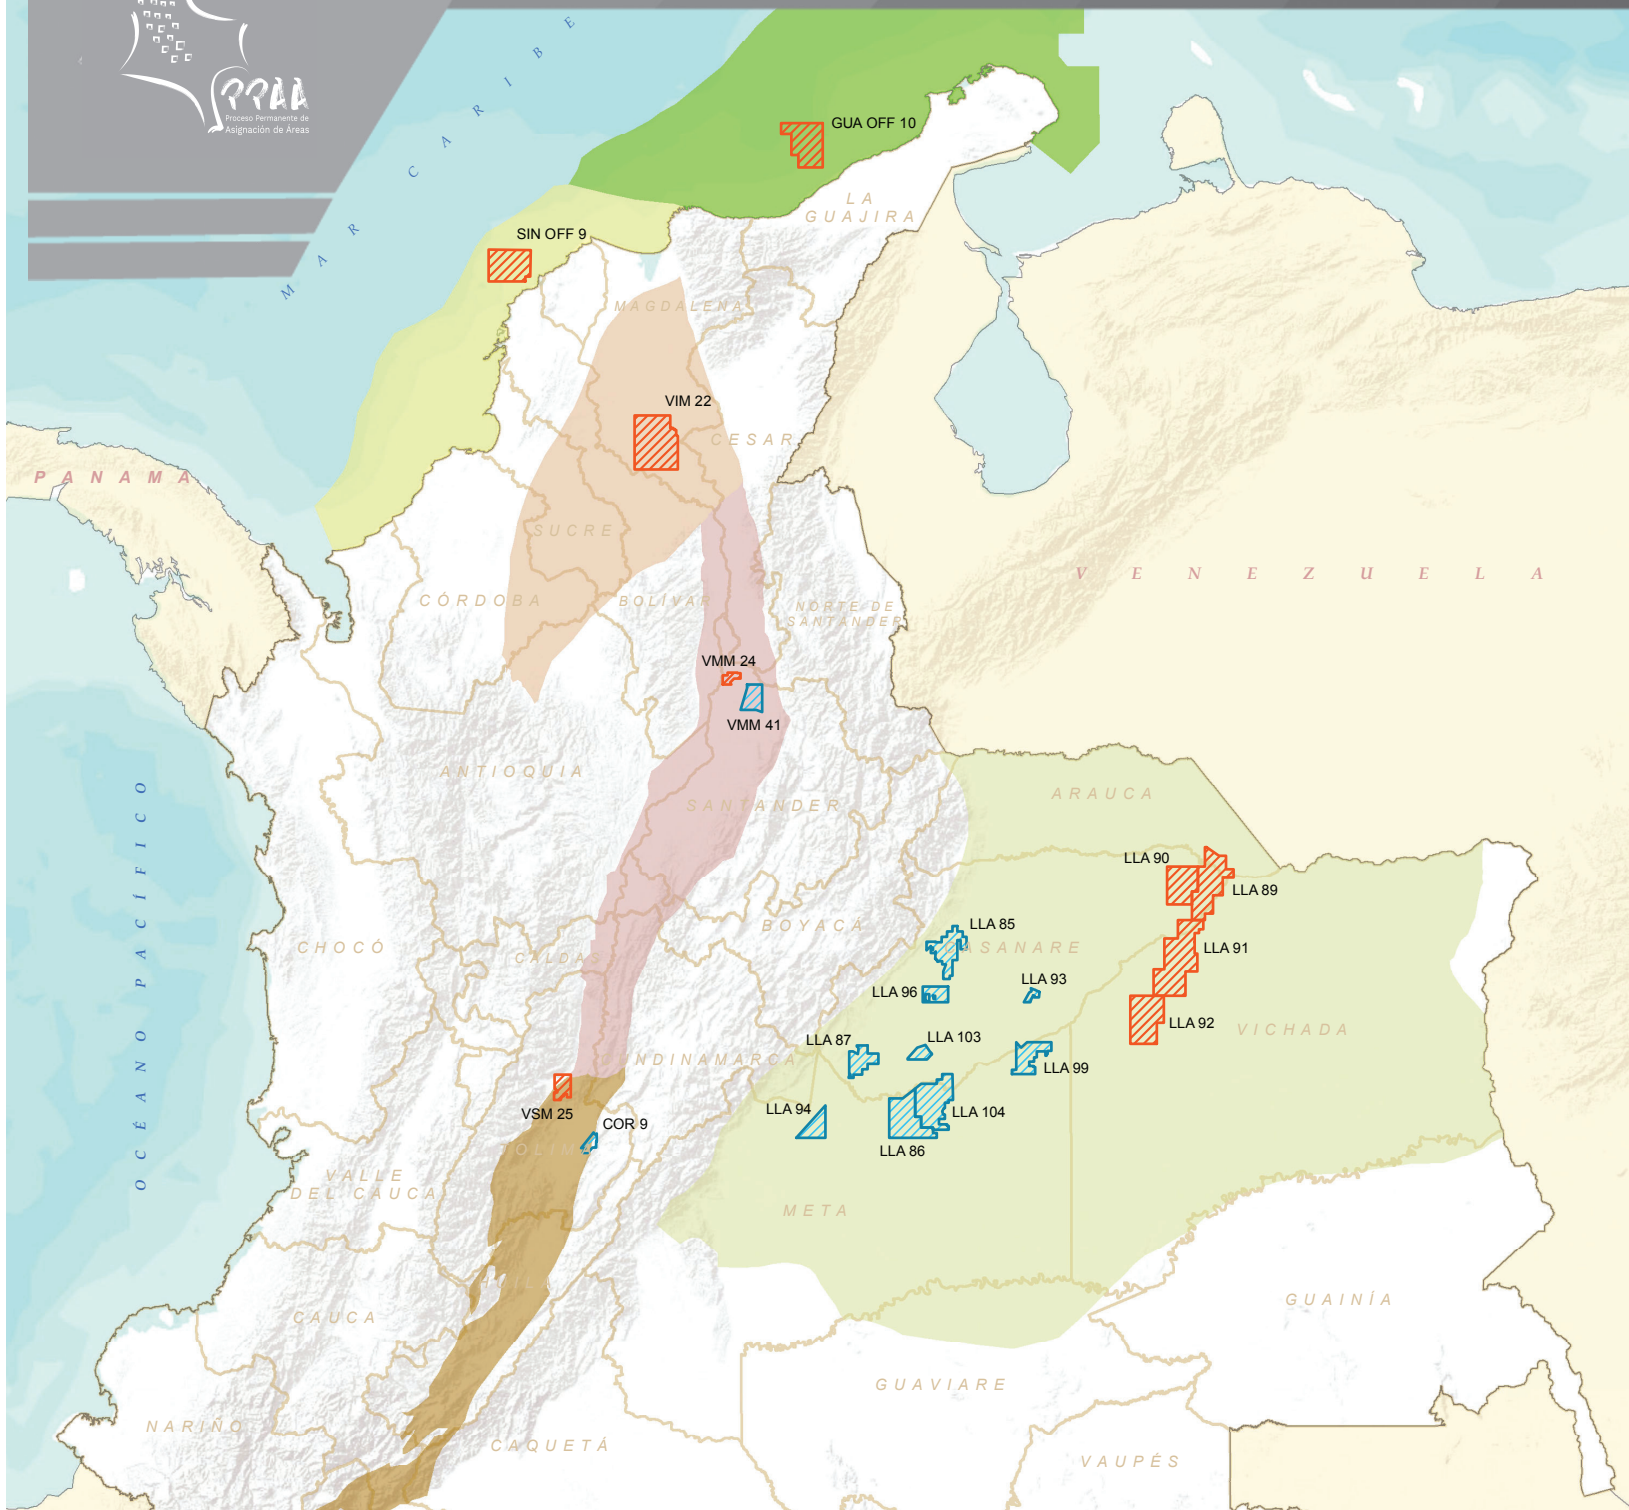 PPAA
Proceso Permanente de
Asignación de Áreas
MAR CARIBE
GUA OFF 10
LA
GUAJIRA
SIN OFF 9
MAGDALENA
VIM 22
CESAR
PANAMA
SUCRE
VENEZUELA
CÓRDOBA
BOLÍVAR
NORTE DE
SANTANDER
VMM 24
VMM 41
ANTIOQUIA
SANTANDER
ARAUCA
OCÉANO PACÍFICO
LLA 90
LLA 89
BOYACÁ
LLA 85
CASANARE
CHOCÓ
CALDAS
LLA 91
LLA 96
LLA 93
LLA 92
VICHADA
LLA 87
LLA 103
CUNDINAMARCA
LLA 99
VSM 25
LLA 94
LLA 104
COR 9
TOLIMA
LLA 86
VALLE
DEL CAUCA
META
GUAINÍA
CAUCA
GUAVIARE
NARIÑO
CAQUETÁ
VAUPÉS